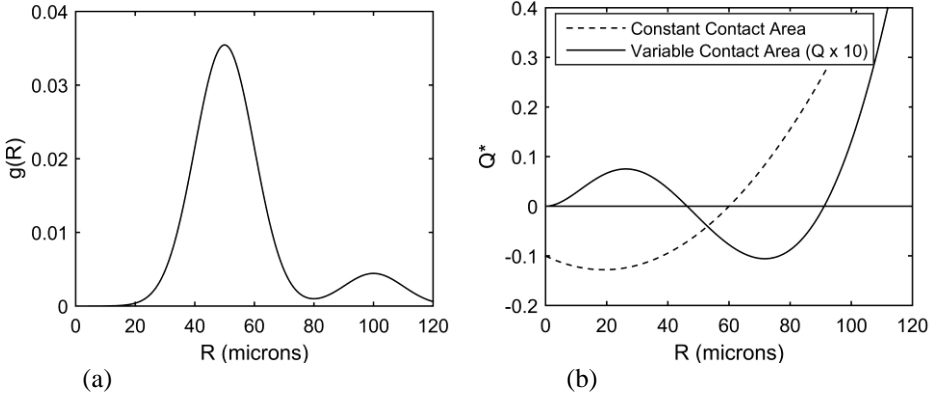 0.04
0.03
0.02
0.01
0
g(R)
0 20 40 60 80 100 120
R (microns)
(a)
0.4
0.3
0.2
0.1
0
-0.1
-0.2
Q*
Constant Contact Area
Variable Contact Area (Q x 10)
0 20 40 60 80 100 120
R (microns)
(b)